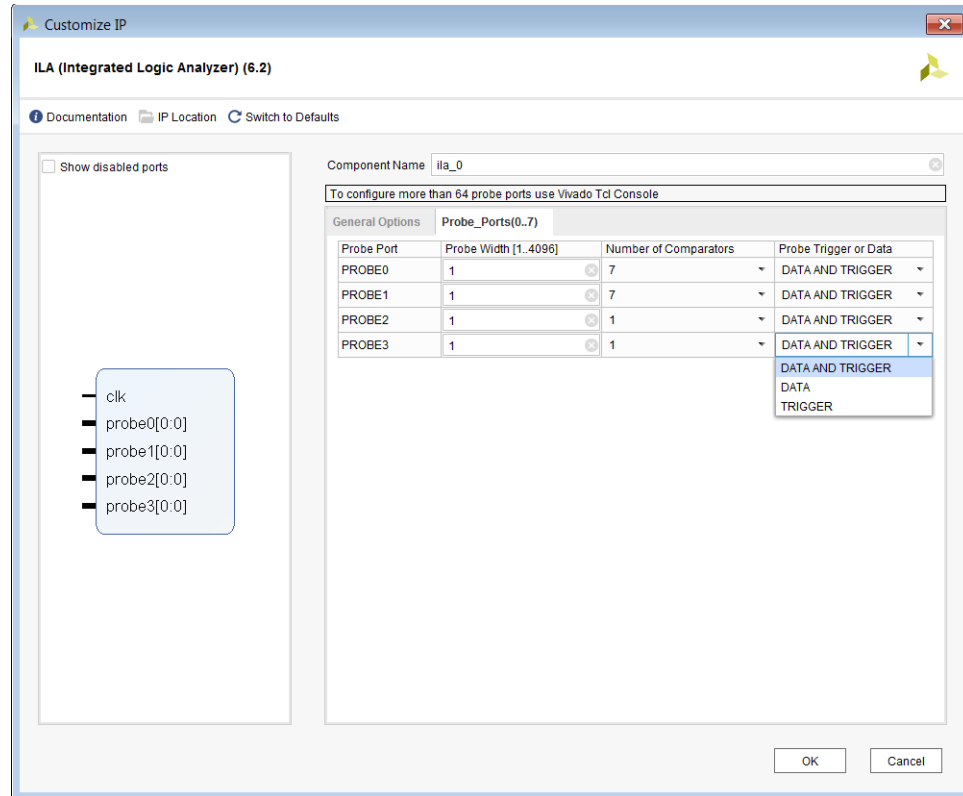 Customize IP
ILA (Integrated Logic Analyzer) (6.2)
Documentation IP Location Switch to Defaults
Show disabled ports
clk
probe0[0:0]
probe1[0:0]
probe2[0:0]
probe3[0:0]
Component Name ila_0
To configure more than 64 probe ports use Vivado Tcl Console
General Options Probe_Ports(0..7)
Probe Port Probe Width [1..4096] Number of Comparators Probe Trigger or Data
PROBE0 1 7 DATA AND TRIGGER
PROBE1 1 7 DATA AND TRIGGER
PROBE2 1 1 DATA AND TRIGGER
PROBE3 1 1 DATA AND TRIGGER
DATA AND TRIGGER
DATA
TRIGGER
OK Cancel